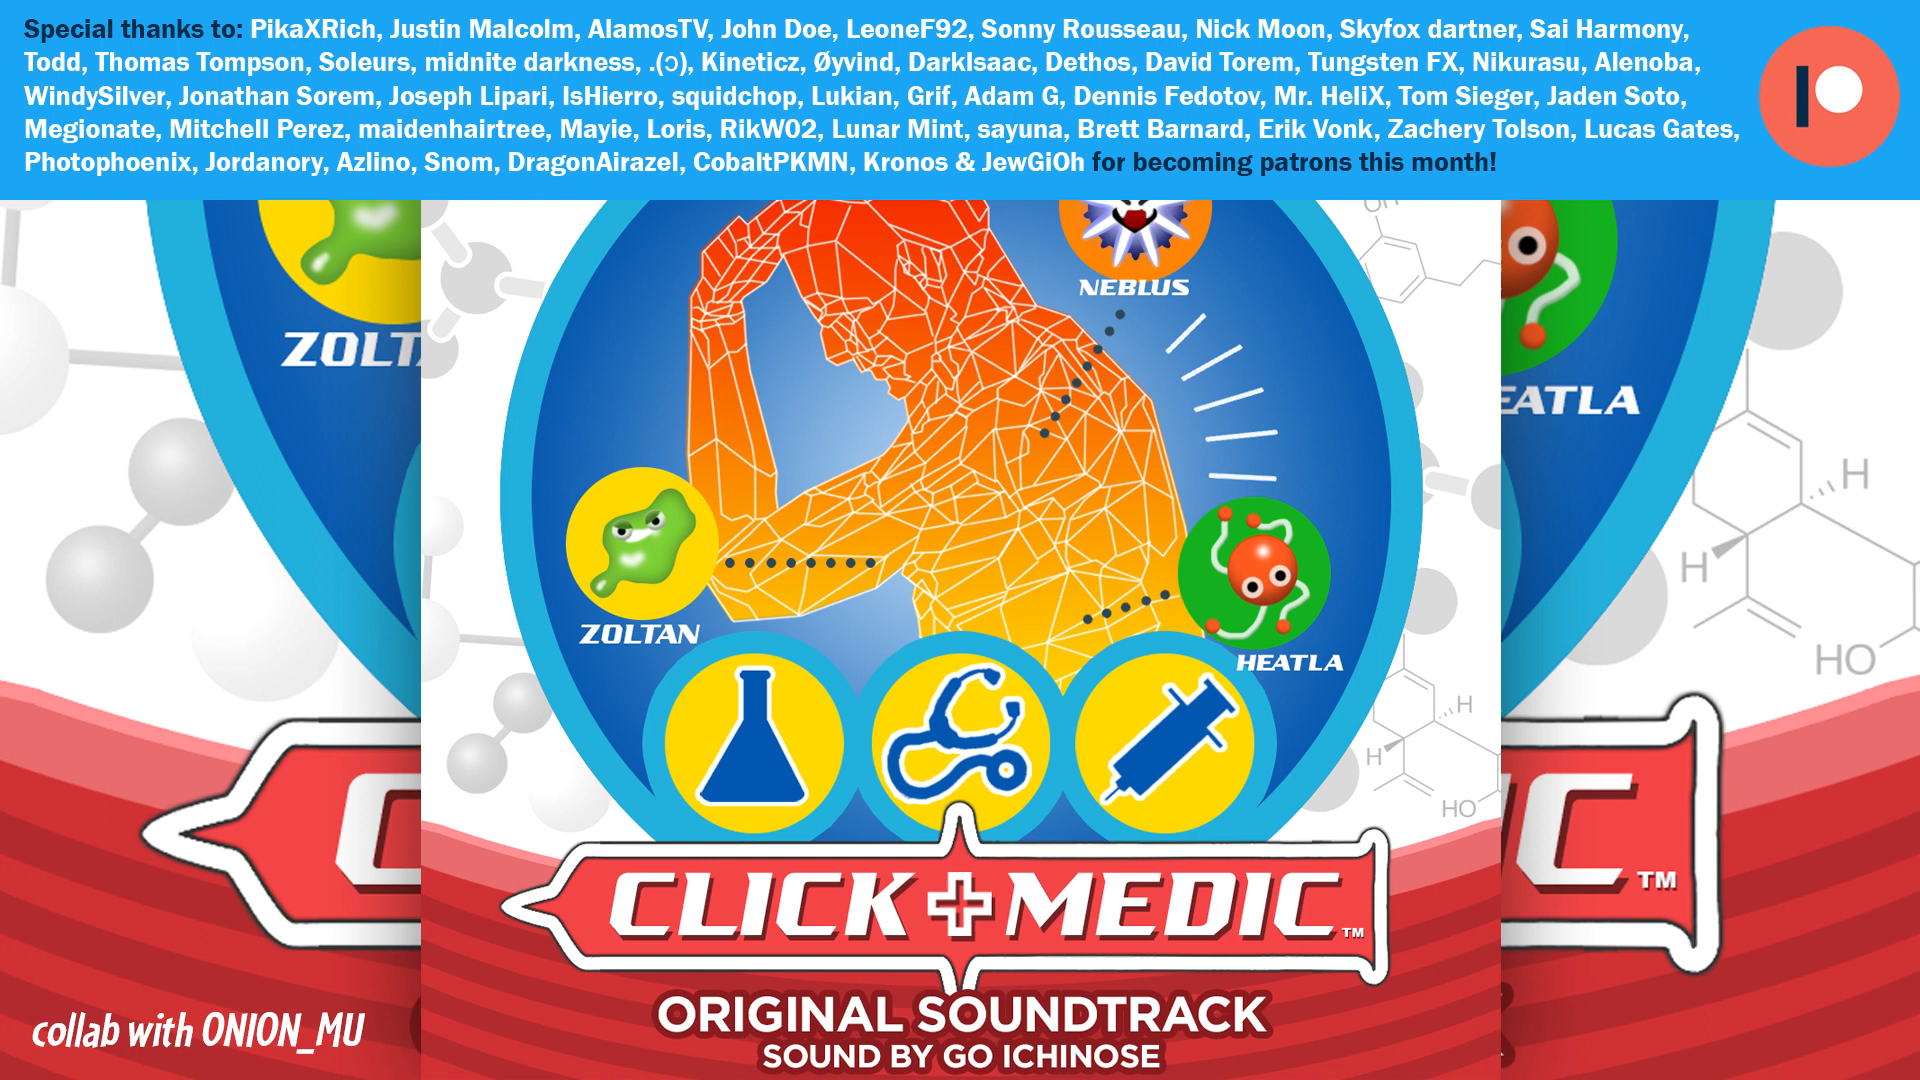 Special thanks to: PikaXRich, Justin Malcolm, AlamosTV, John Doe, LeoneF92, Sonny Rousseau, Nick Moon, Skyfox dartner, Sai Harmony,
Todd, Thomas Tompson, Soleurs, midnite darkness, .(ɔ), Kineticz, Øyvind, DarkIsaac, Dethos, David Torem, Tungsten FX, Nikurasu, Alenoba,
WindySilver, Jonathan Sorem, Joseph Lipari, IsHierro, squidchop, Lukian, Grif, Adam G, Dennis Fedotov, Mr. HeliX, Tom Sieger, Jaden Soto,
Megionate, Mitchell Perez, maidenhairtree, Mayie, Loris, RikW02, Lunar Mint, sayuna, Brett Barnard, Erik Vonk, Zachery Tolson, Lucas Gates,
Photophoenix, Jordanory, Azlino, Snom, DragonAirazel, CobaltPKMN, Kronos & JewGiOh for becoming patrons this month!
NEBLUS
ZOLT
EATLA
H
H
HO
ZOLTAN
HEATLA
H
H
HO
C
CLICK MEDIC TM
IC TM
collab with ONION_MU
ORIGINAL SOUNDTRACK
SOUND BY GO ICHINOSE